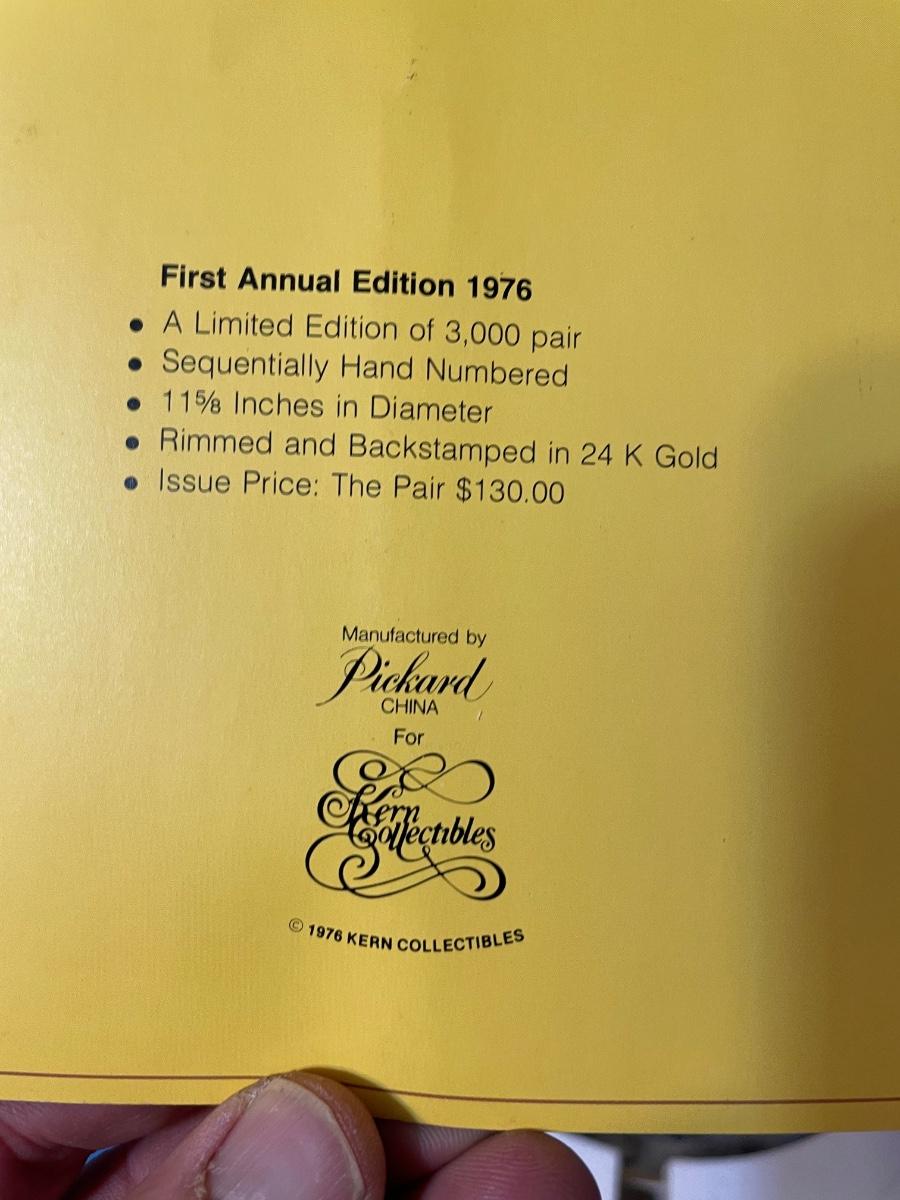 First Annual Edition 1976
• A Limited Edition of 3,000 pair
• Sequentially Hand Numbered
• 11⅝ Inches in Diameter
• Rimmed and Backstamped in 24 K Gold
• Issue Price: The Pair $130.00
Manufactured by
Pickard
CHINA
For
Kern
Collectibles
© 1976 KERN COLLECTIBLES